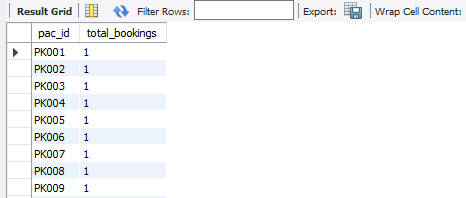 Result Grid Filter Rows: Export: Wrap Cell Content:
pac_id total_bookings
PK001 1
PK002 1
PK003 1
PK004 1
PK005 1
PK006 1
PK007 1
PK008 1
PK009 1